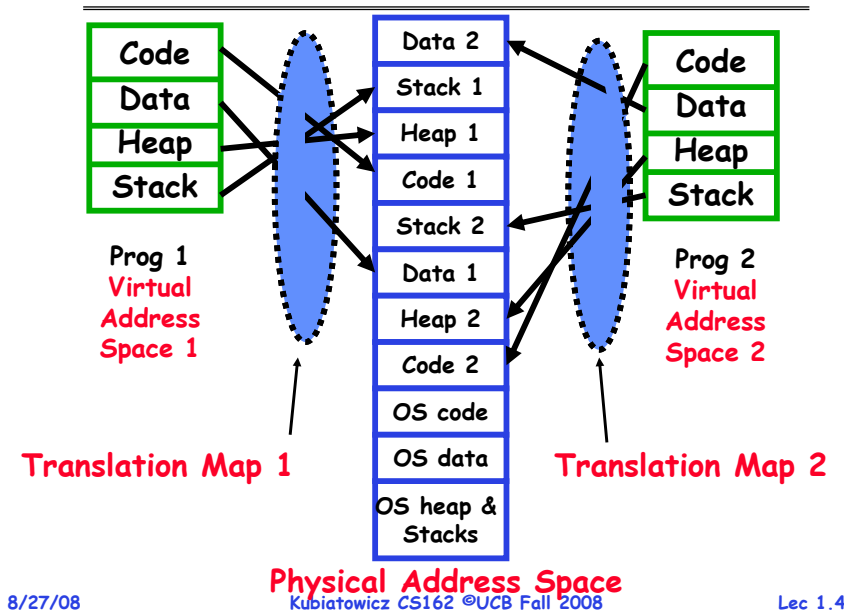 Code
Data
Heap
Stack
Prog 1
Virtual
Address
Space 1
Translation Map 1
Data 2
Stack 1
Heap 1
Code 1
Stack 2
Data 1
Heap 2
Code 2
OS code
OS data
OS heap &
Stacks
Code
Data
Heap
Stack
Prog 2
Virtual
Address
Space 2
Translation Map 2
Physical Address Space
8/27/08
Kubiatowicz CS162 ©UCB Fall 2008
Lec 1.4